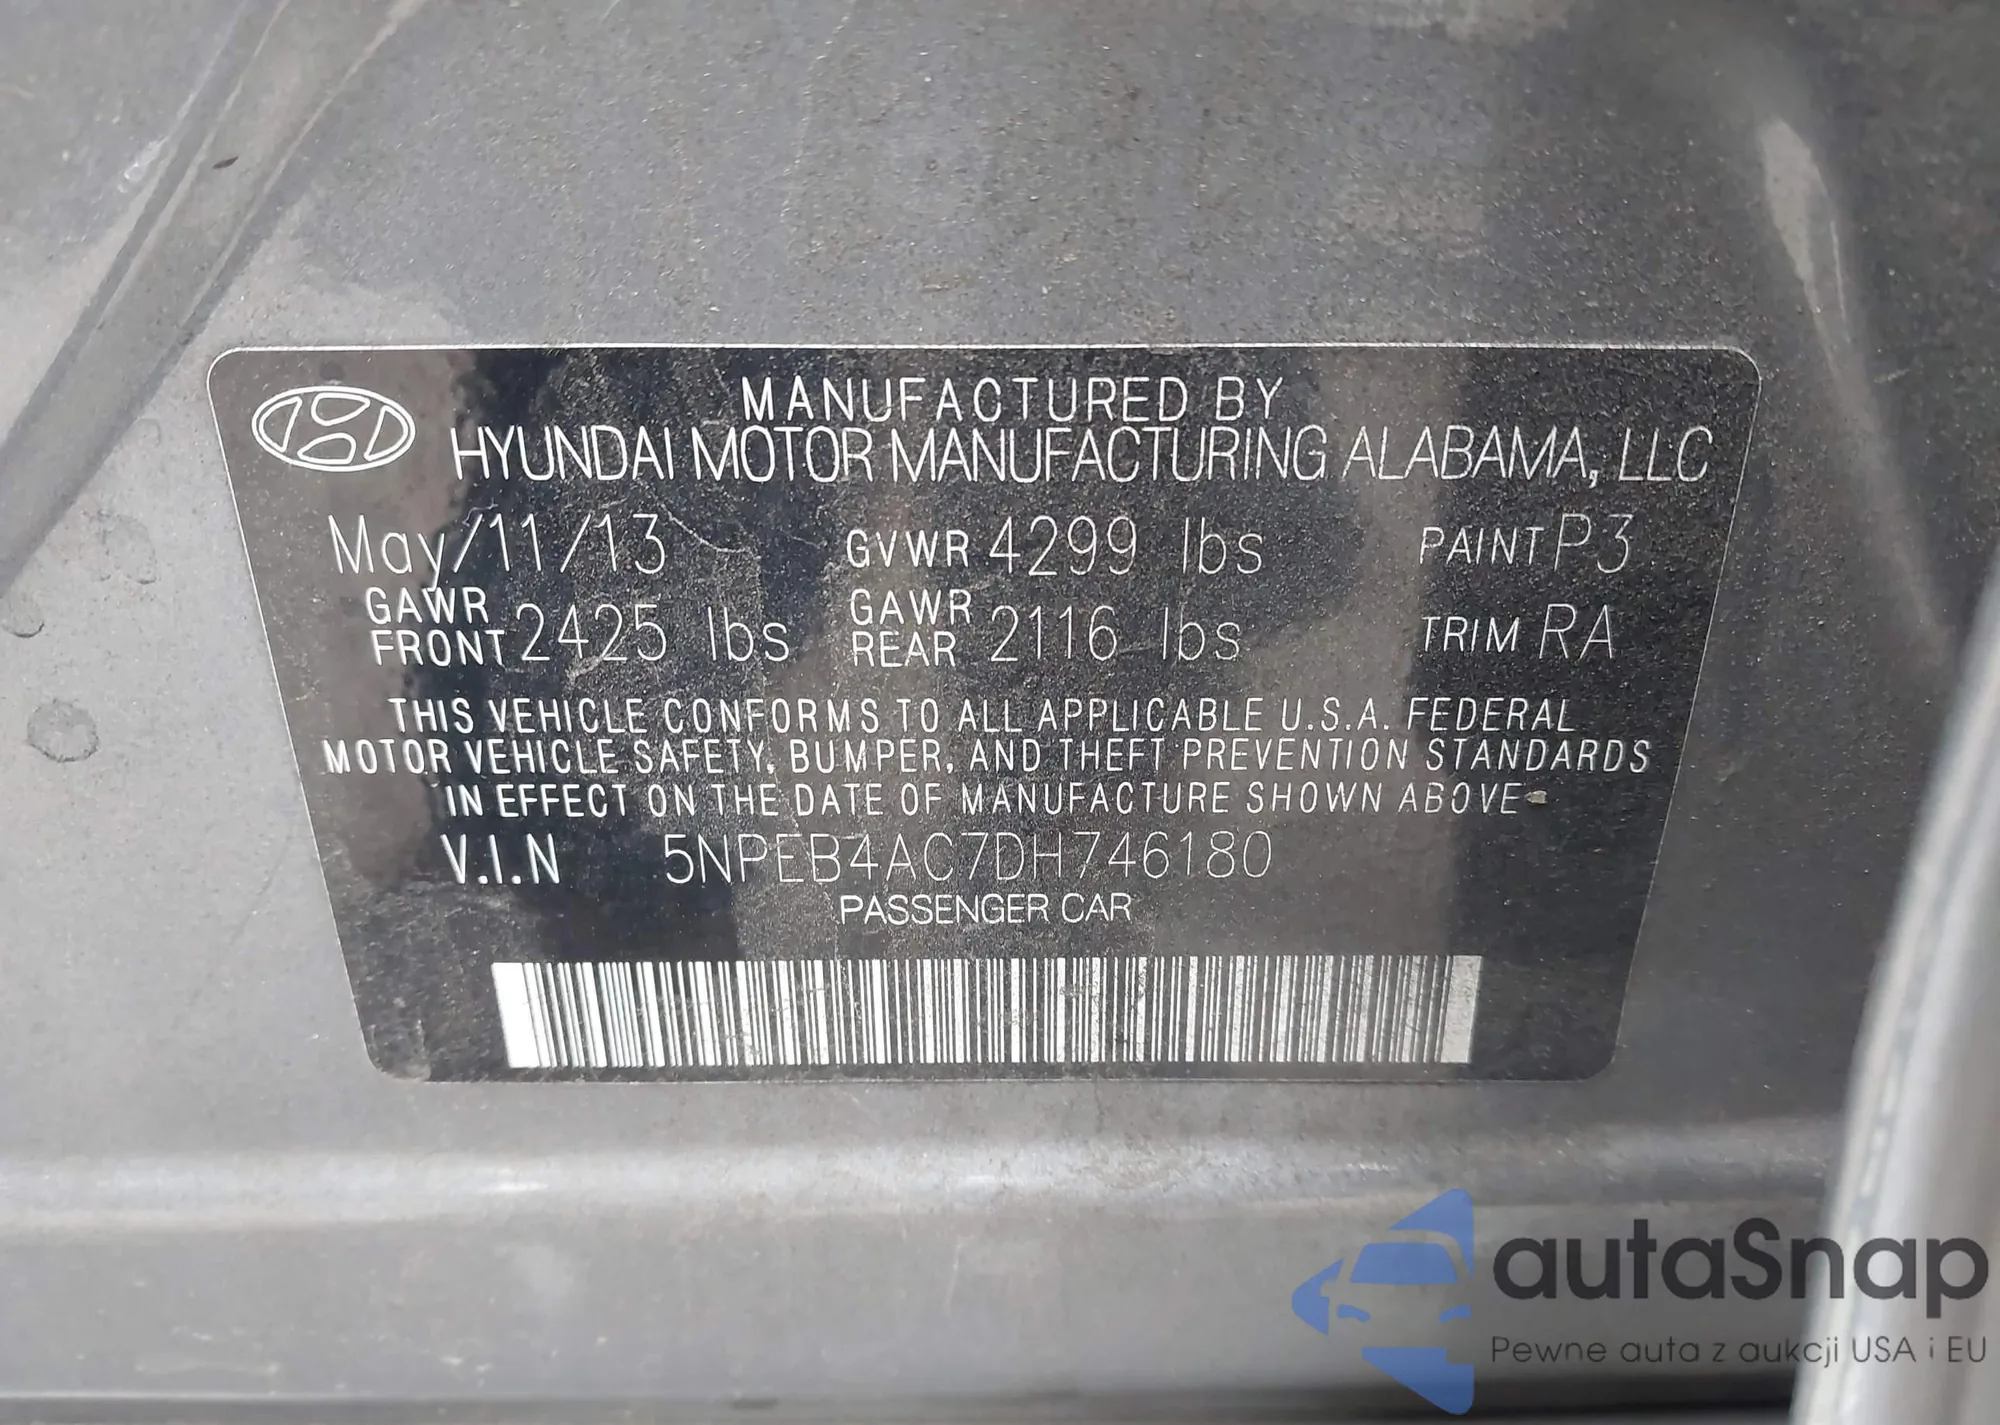 MANUFACTURED BY
HYUNDAI MOTOR MANUFACTURING ALABAMA, LLC
May/11/13 GVWR 4299 lbs PAINT P3
GAWR FRONT 2425 lbs GAWR REAR 2116 lbs TRIM RA
THIS VEHICLE CONFORMS TO ALL APPLICABLE U.S.A. FEDERAL
MOTOR VEHICLE SAFETY, BUMPER, AND THEFT PREVENTION STANDARDS
IN EFFECT ON THE DATE OF MANUFACTURE SHOWN ABOVE
V.I.N 5NPEB4AC7DH746180
PASSENGER CAR
autaSnap
Pewne auta z aukcji USA i EU